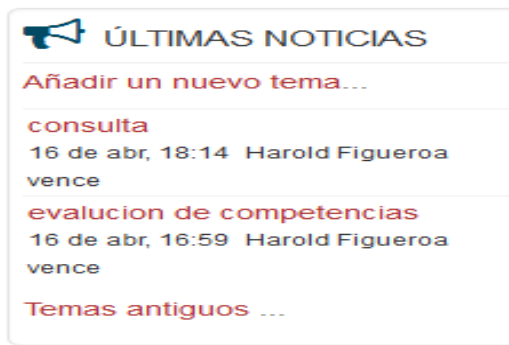 ÚLTIMAS NOTICIAS
Añadir un nuevo tema...
consulta
16 de abr, 18:14 Harold Figueroa
vence
evalucion de competencias
16 de abr, 16:59 Harold Figueroa
vence
Temas antiguos ...